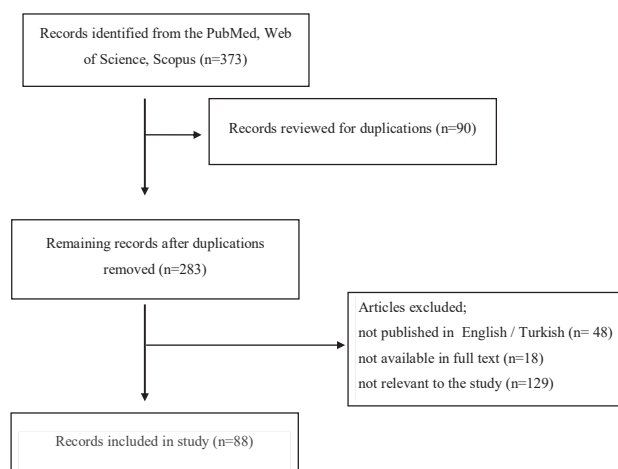 Records identified from the PubMed, Web
of Science, Scopus (n=373)
Records reviewed for duplications (n=90)
Remaining records after duplications
removed (n=283)
Articles excluded;
not published in English / Turkish (n= 48)
not available in full text (n=18)
not relevant to the study (n=129)
Records included in study (n=88)